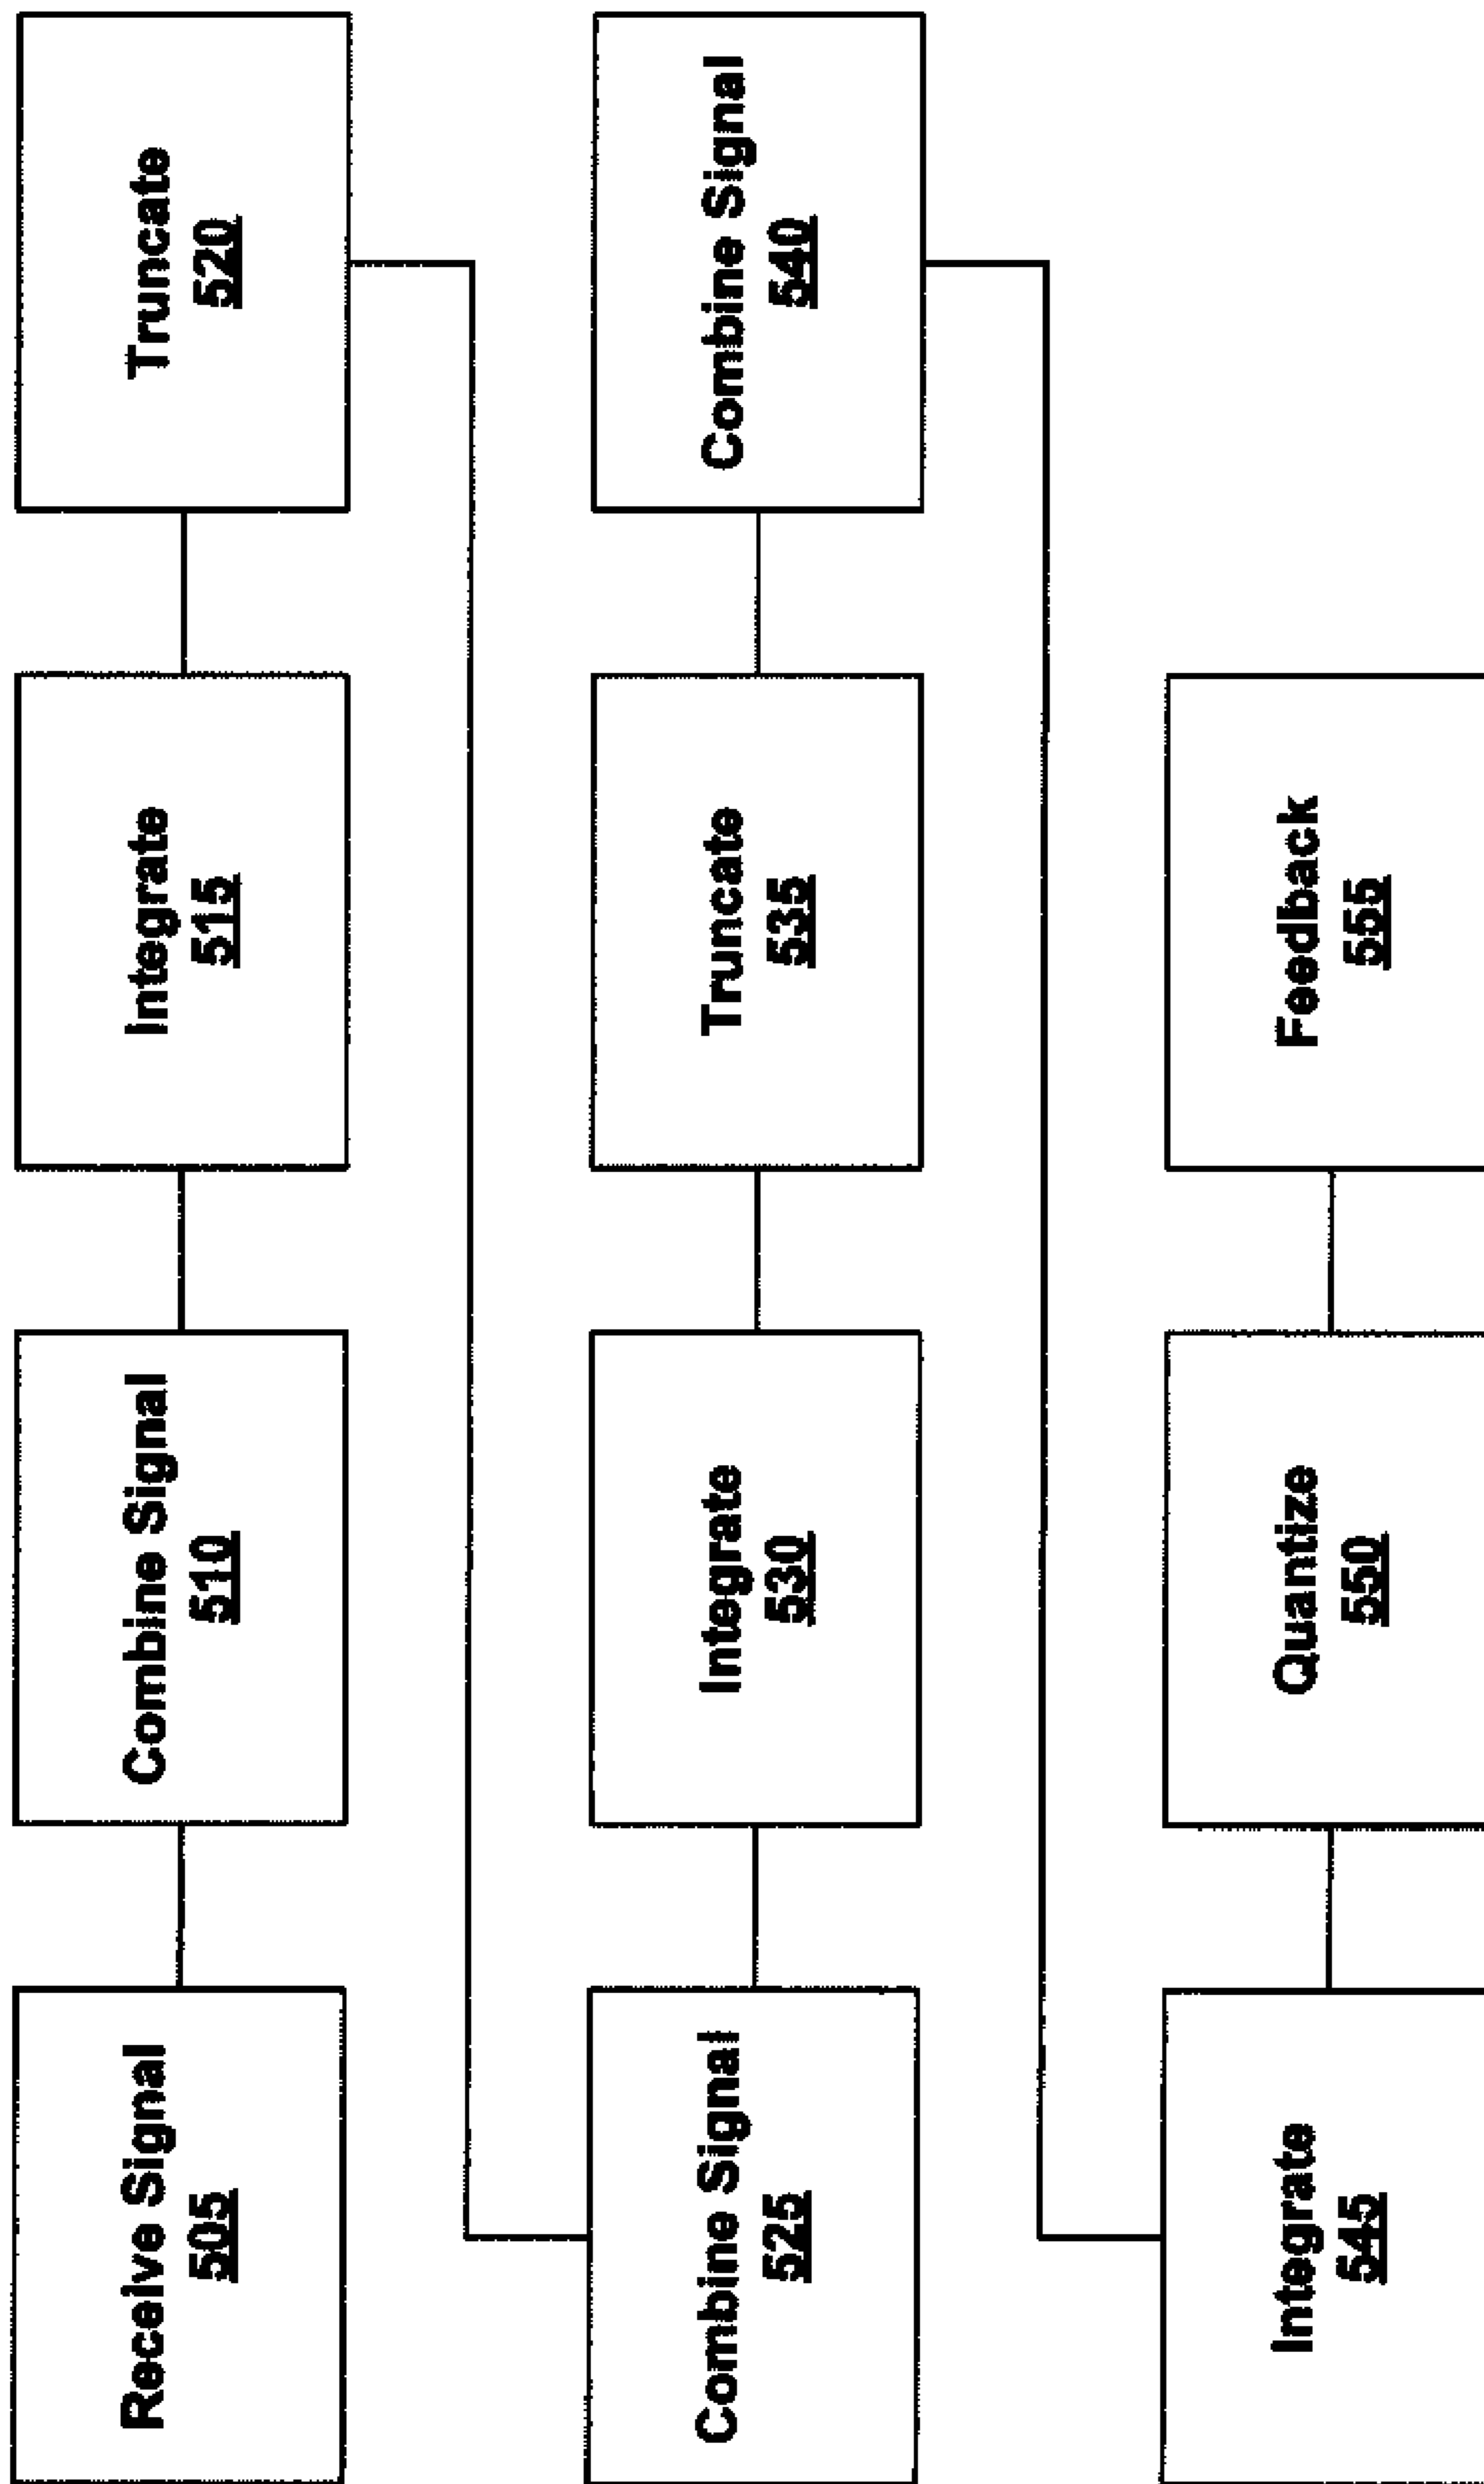 Receive Signal
505
Combine Signal
510
Integrate
515
Truncate
520
Combine Signal
525
Integrate
530
Truncate
535
Combine Signal
540
Integrate
545
Quantize
550
Feedback
555